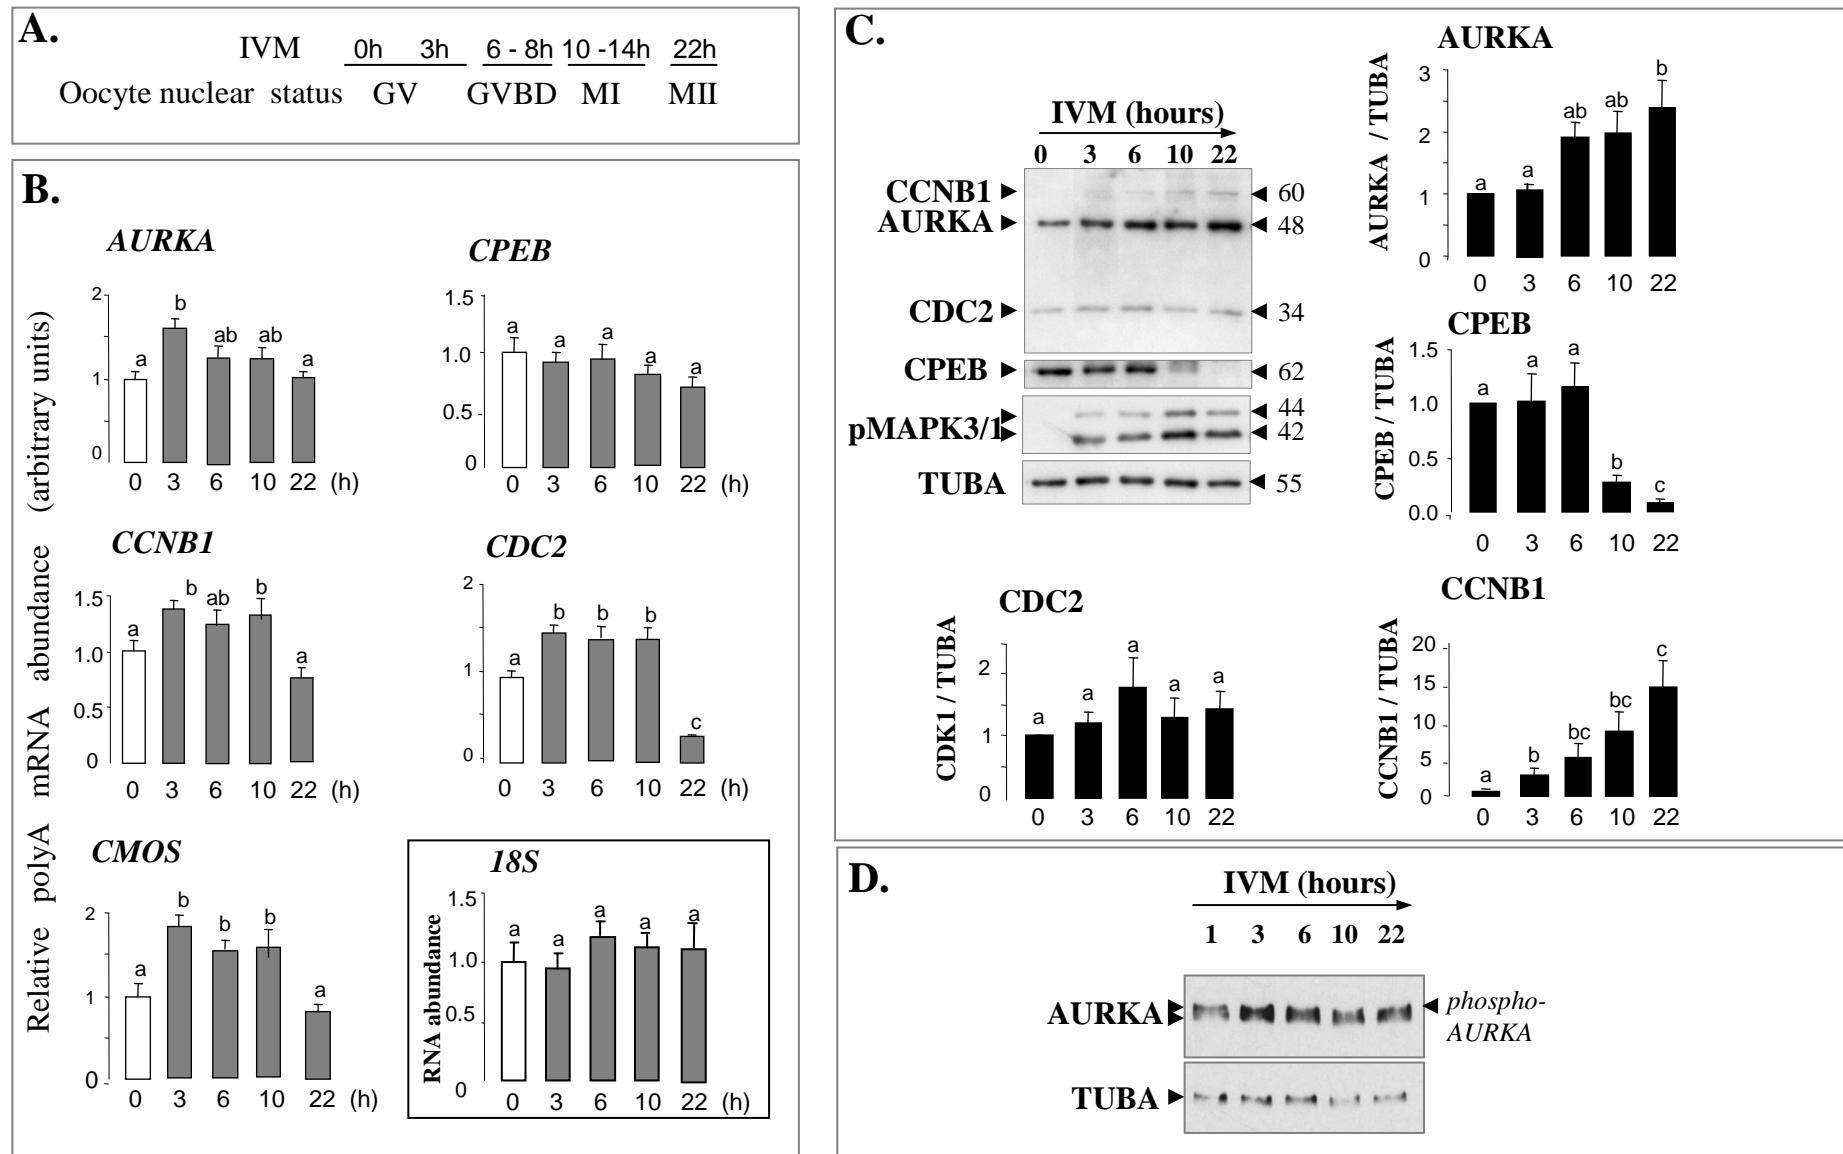 A.
IVM 0h 3h 6 - 8h 10 -14h 22h
Oocyte nuclear status GV GVBD MI MII
B.
Relative polyA mRNA abundance (arbitrary units)
AURKA
2
1
0
a b ab ab a
0 3 6 10 22 (h)
CPEB
1.5
1.0
0.5
0
a a a a a
0 3 6 10 22 (h)
CCNB1
1.5
1.0
0.5
0
a b ab b a
0 3 6 10 22 (h)
CDC2
2
1
0
a b b b c
0 3 6 10 22 (h)
CMOS
2
1
0
a b b b a
0 3 6 10 22 (h)
18S
RNA abundance
1.5
1.0
0.5
0
a a a a a
0 3 6 10 22 (h)
C.
IVM (hours)
0 3 6 10 22
CCNB1 60
AURKA 48
CDC2 34
CPEB 62
pMAPK3/1 44
42
TUBA 55
AURKA
AURKA / TUBA
3
2
1
0
a a ab ab b
0 3 6 10 22
CPEB
CPEB / TUBA
1.5
1.0
0.5
0.0
a a a b c
0 3 6 10 22
CDC2
CDK1 / TUBA
2
1
0
a a a a a
0 3 6 10 22
CCNB1
CCNB1 / TUBA
20
15
10
5
0
a b bc bc c
0 3 6 10 22
D.
IVM (hours)
1 3 6 10 22
AURKA phospho-
AURKA
TUBA